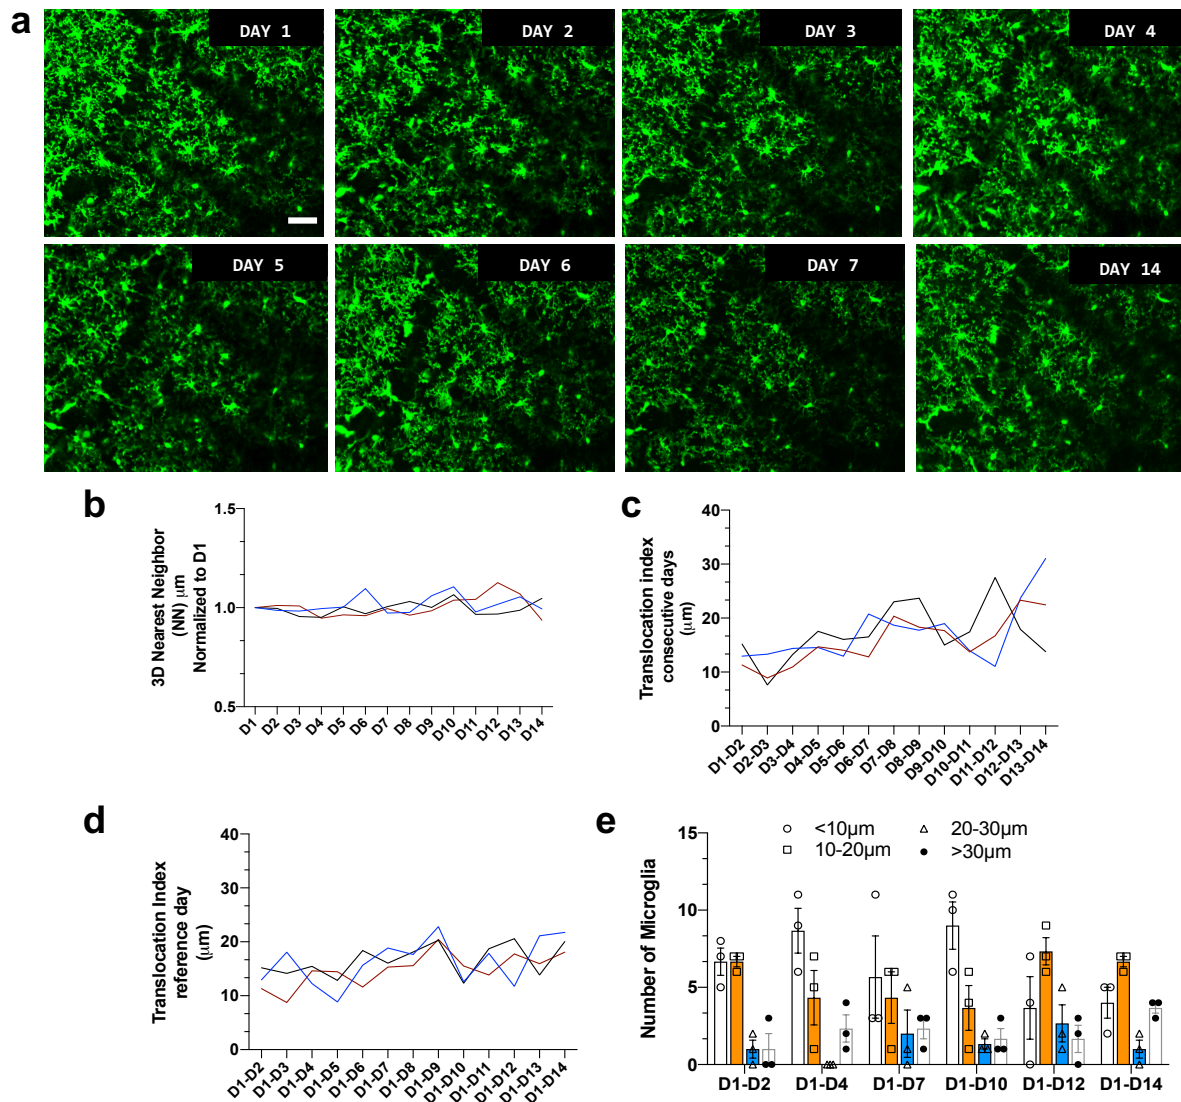 a
DAY 1
DAY 2
DAY 3
DAY 4
DAY 5
DAY 6
DAY 7
DAY 14
b
3D Nearest Neighbor
(NN) μm
Normalized to D1
1.5
1.0
0.5
D1
D2
D3
D4
D5
D6
D7
D8
D9
D10
D11
D12
D13
D14
c
Translocation index
consecutive days
(μm)
40
30
20
10
0
D1-D2
D2-D3
D3-D4
D4-D5
D5-D6
D6-D7
D7-D8
D8-D9
D9-D10
D10-D11
D11-D12
D12-D13
D13-D14
d
Translocation Index
reference day
(μm)
40
30
20
10
0
D1-D2
D1-D3
D1-D4
D1-D5
D1-D6
D1-D7
D1-D8
D1-D9
D1-D10
D1-D11
D1-D12
D1-D13
D1-D14
e
Number of Microglia
15
10
5
0
<10μm
10-20μm
20-30μm
>30μm
D1-D2
D1-D4
D1-D7
D1-D10
D1-D12
D1-D14